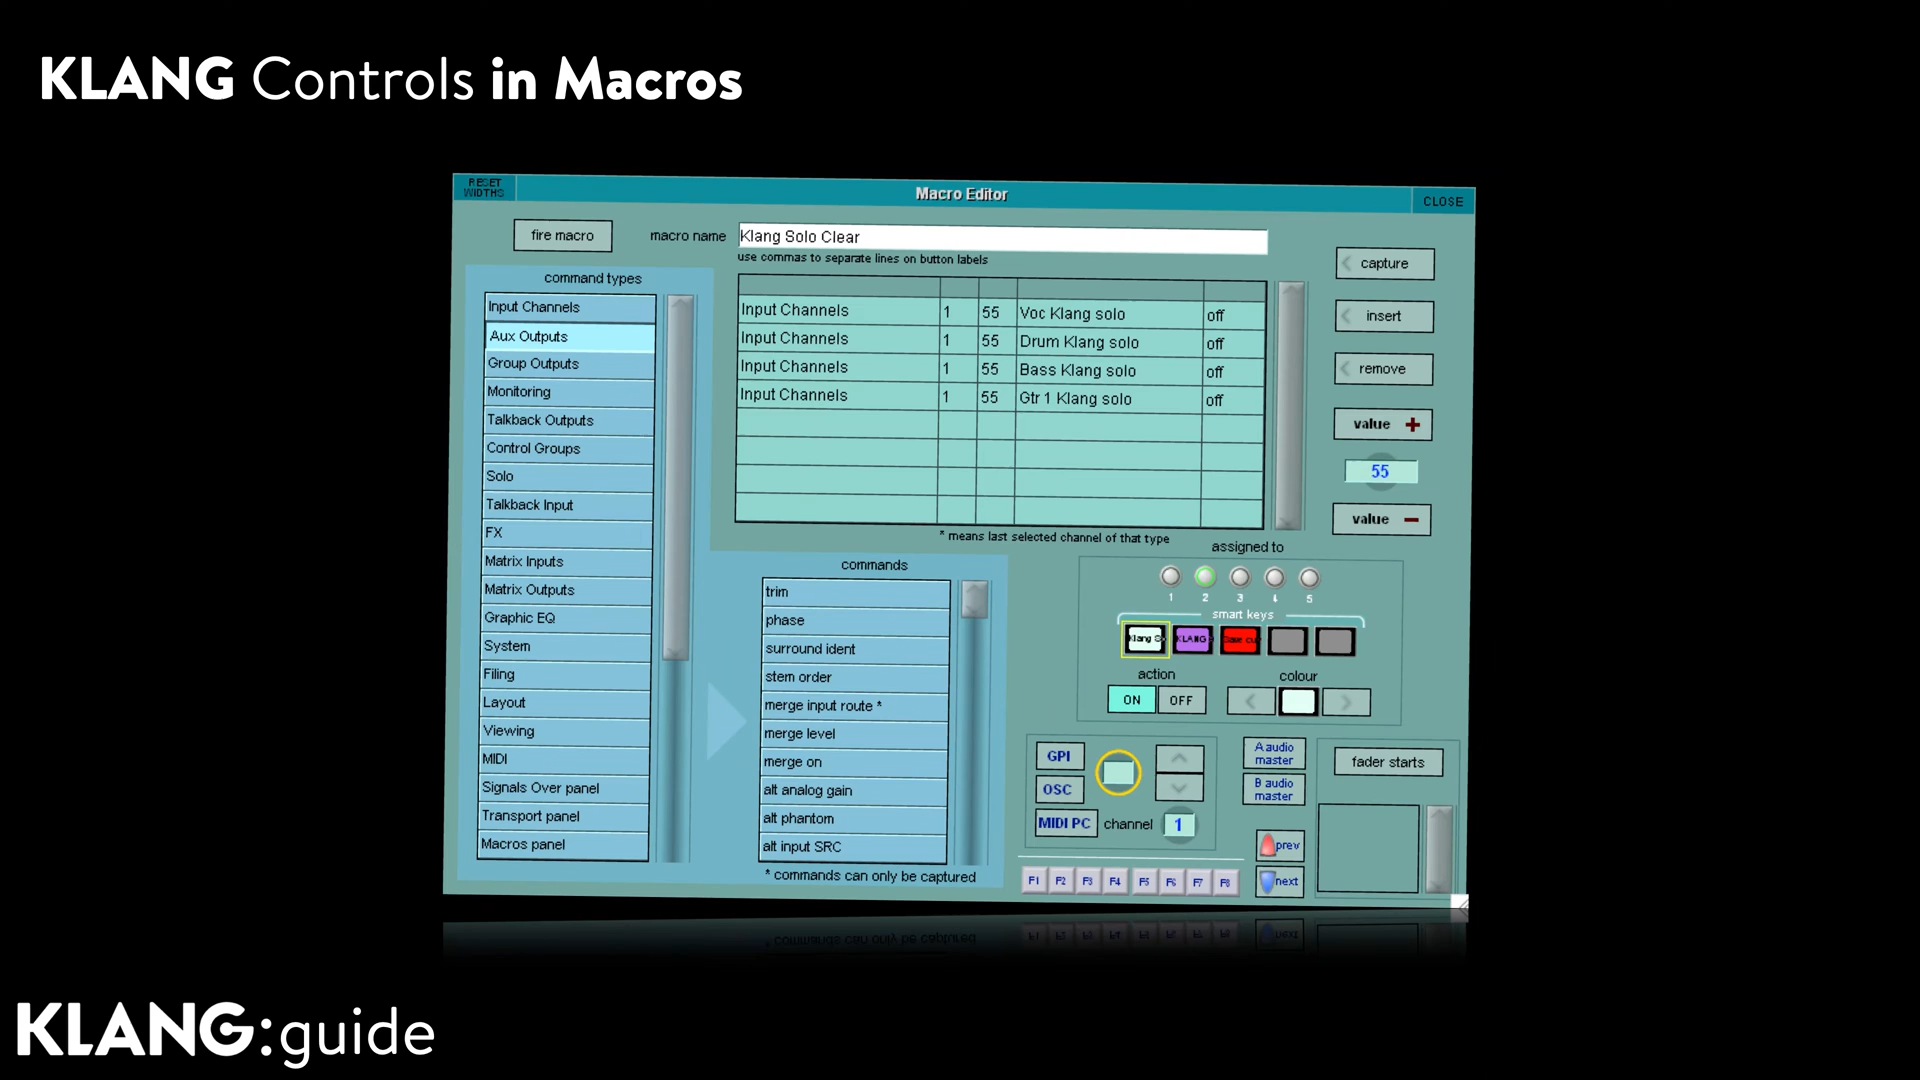 KLANG Controls in Macros
RESET WIDTHS
Macro Editor
CLOSE
fire macro
macro name
Klang Solo Clear
use commas to separate lines on button labels
capture
insert
remove
value
55
value
command types
Input Channels
Aux Outputs
Group Outputs
Monitoring
Talkback Outputs
Control Groups
Solo
Talkback Input
FX
Matrix Inputs
Matrix Outputs
Graphic EQ
System
Filing
Layout
Viewing
MIDI
Signals Over panel
Transport panel
Macros panel
Input Channels 1 55 Voc Klang solo off
Input Channels 1 55 Drum Klang solo off
Input Channels 1 55 Bass Klang solo off
Input Channels 1 55 Gtr 1 Klang solo off
* means last selected channel of that type
commands
trim
phase
surround ident
stem order
merge input route *
merge level
merge on
alt analog gain
alt phantom
alt input SRC
* commands can only be captured
assigned to
1 2 3 4 5
smart keys
Klang S
KLANG
action
colour
ON OFF
GPI
OSC
MIDI PC channel 1
A audio master
B audio master
fader starts
prev
next
F1 F2 F3 F4 F5 F6 F7 F8
KLANG:guide